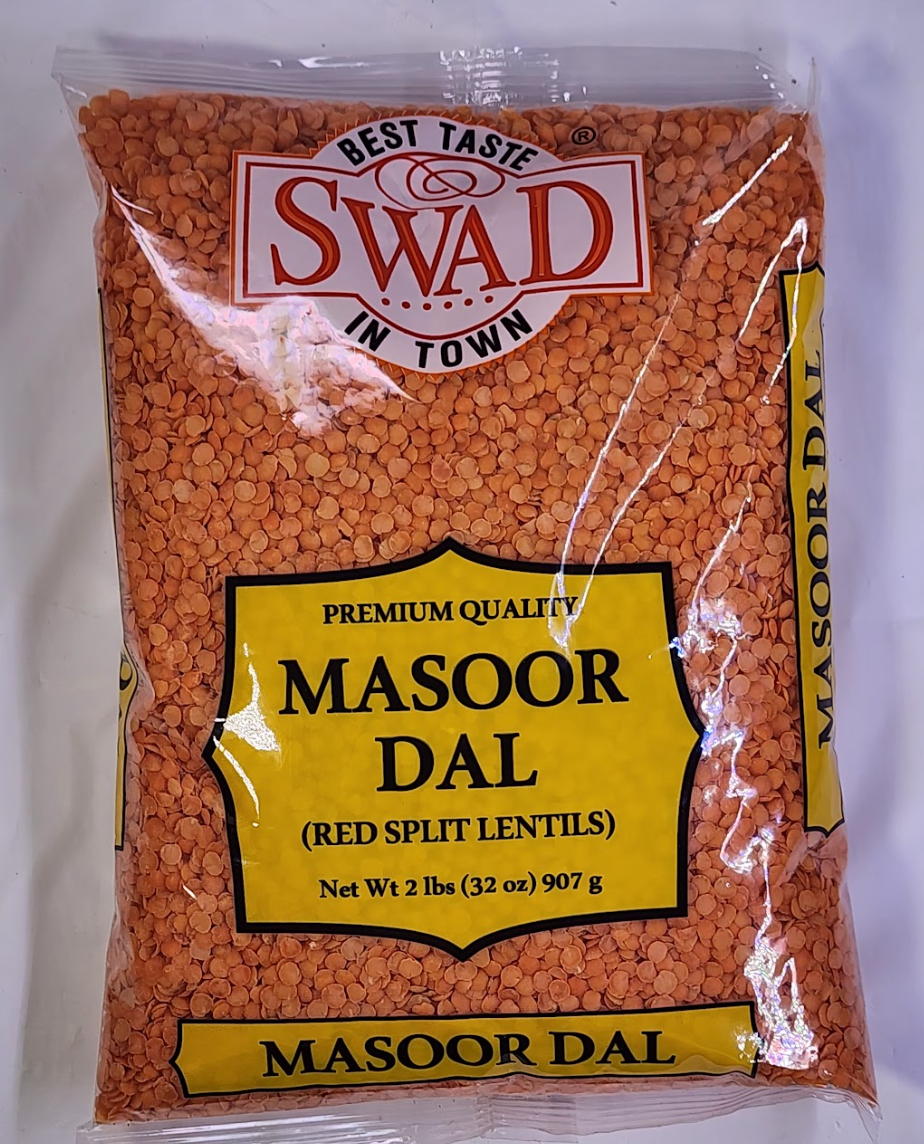 BEST TASTE
®
SWAD
IN TOWN
PREMIUM QUALITY
MASOOR
DAL
(RED SPLIT LENTILS)
Net Wt 2 lbs (32 oz) 907 g
MASOOR DAL
MASOOR DAL